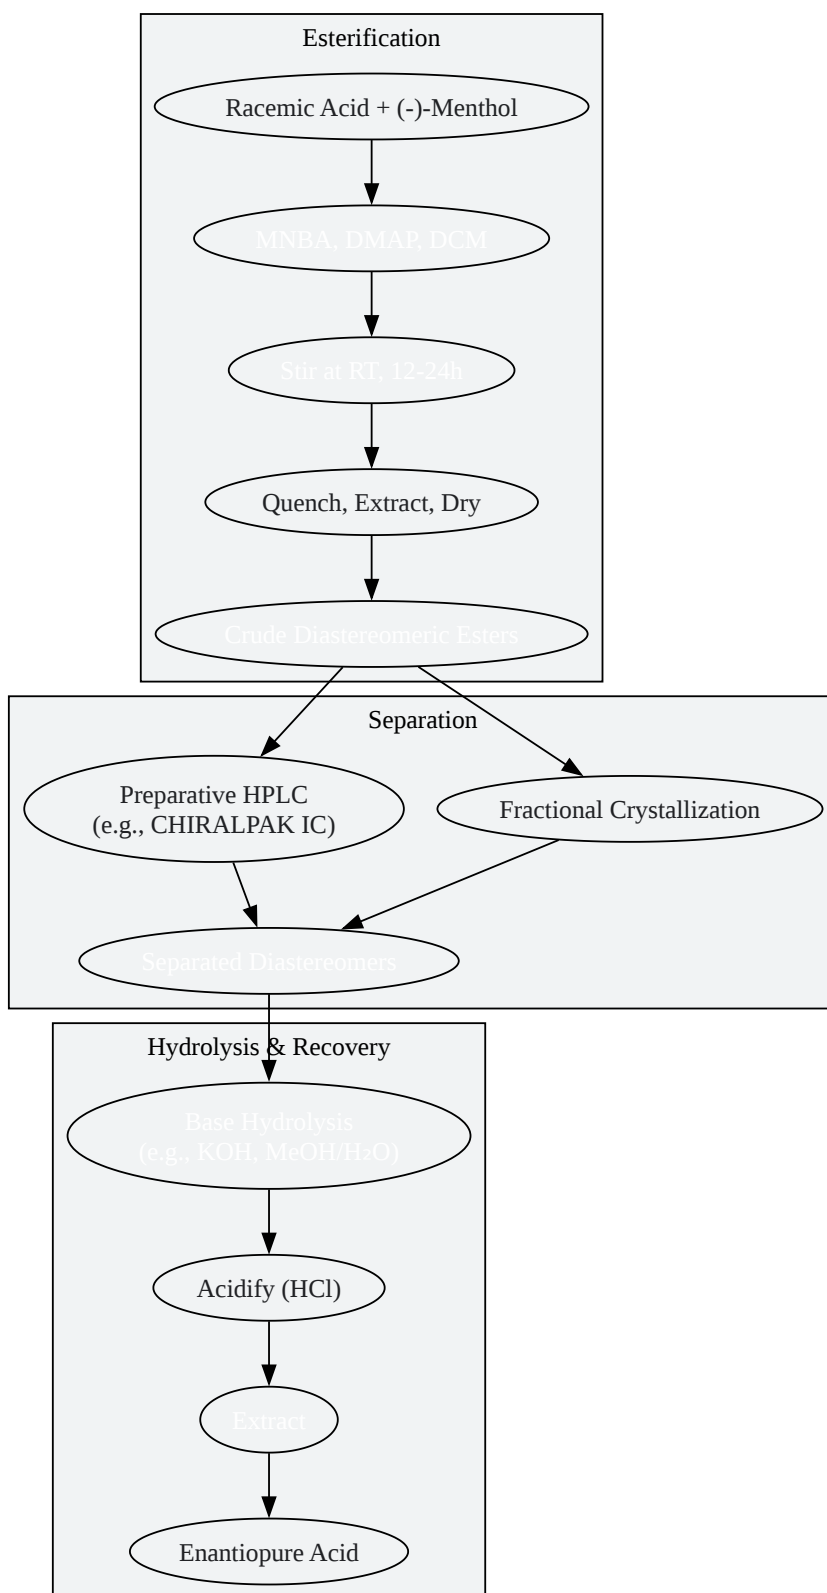 Esterification
Racemic Acid + (-)-Menthol
MNBA, DMAP, DCM
Stir at RT, 12-24h
Quench, Extract, Dry
Crude Diastereomeric Esters
Separation
Preparative HPLC
(e.g., CHIRALPAK IC)
Fractional Crystallization
Separated Diastereomers
Hydrolysis & Recovery
Base Hydrolysis
(e.g., KOH, MeOH/H₂O)
Acidify (HCl)
Extract
Enantiopure Acid